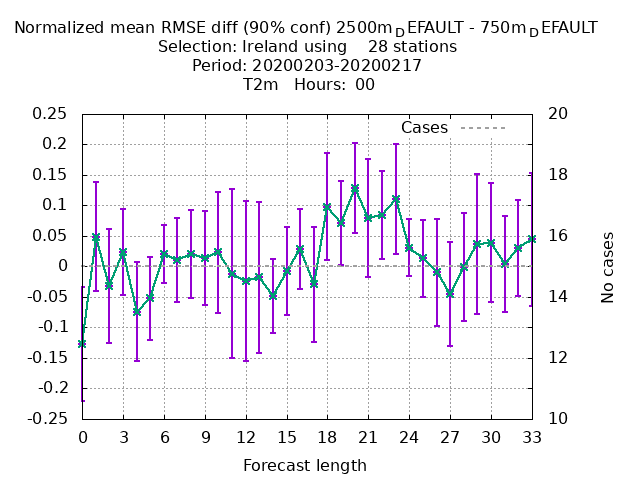 Normalized mean RMSE diff (90% conf) 2500mDEFAULT - 750mDEFAULT
Selection: Ireland using    28 stations
Period: 20200203-20200217
T2m   Hours: 00
Cases
0.25
0.2
0.15
0.1
0.05
0
-0.05
-0.1
-0.15
-0.2
-0.25
20
18
16
14
12
10
No cases
0 3 6 9 12 15 18 21 24 27 30 33
Forecast length